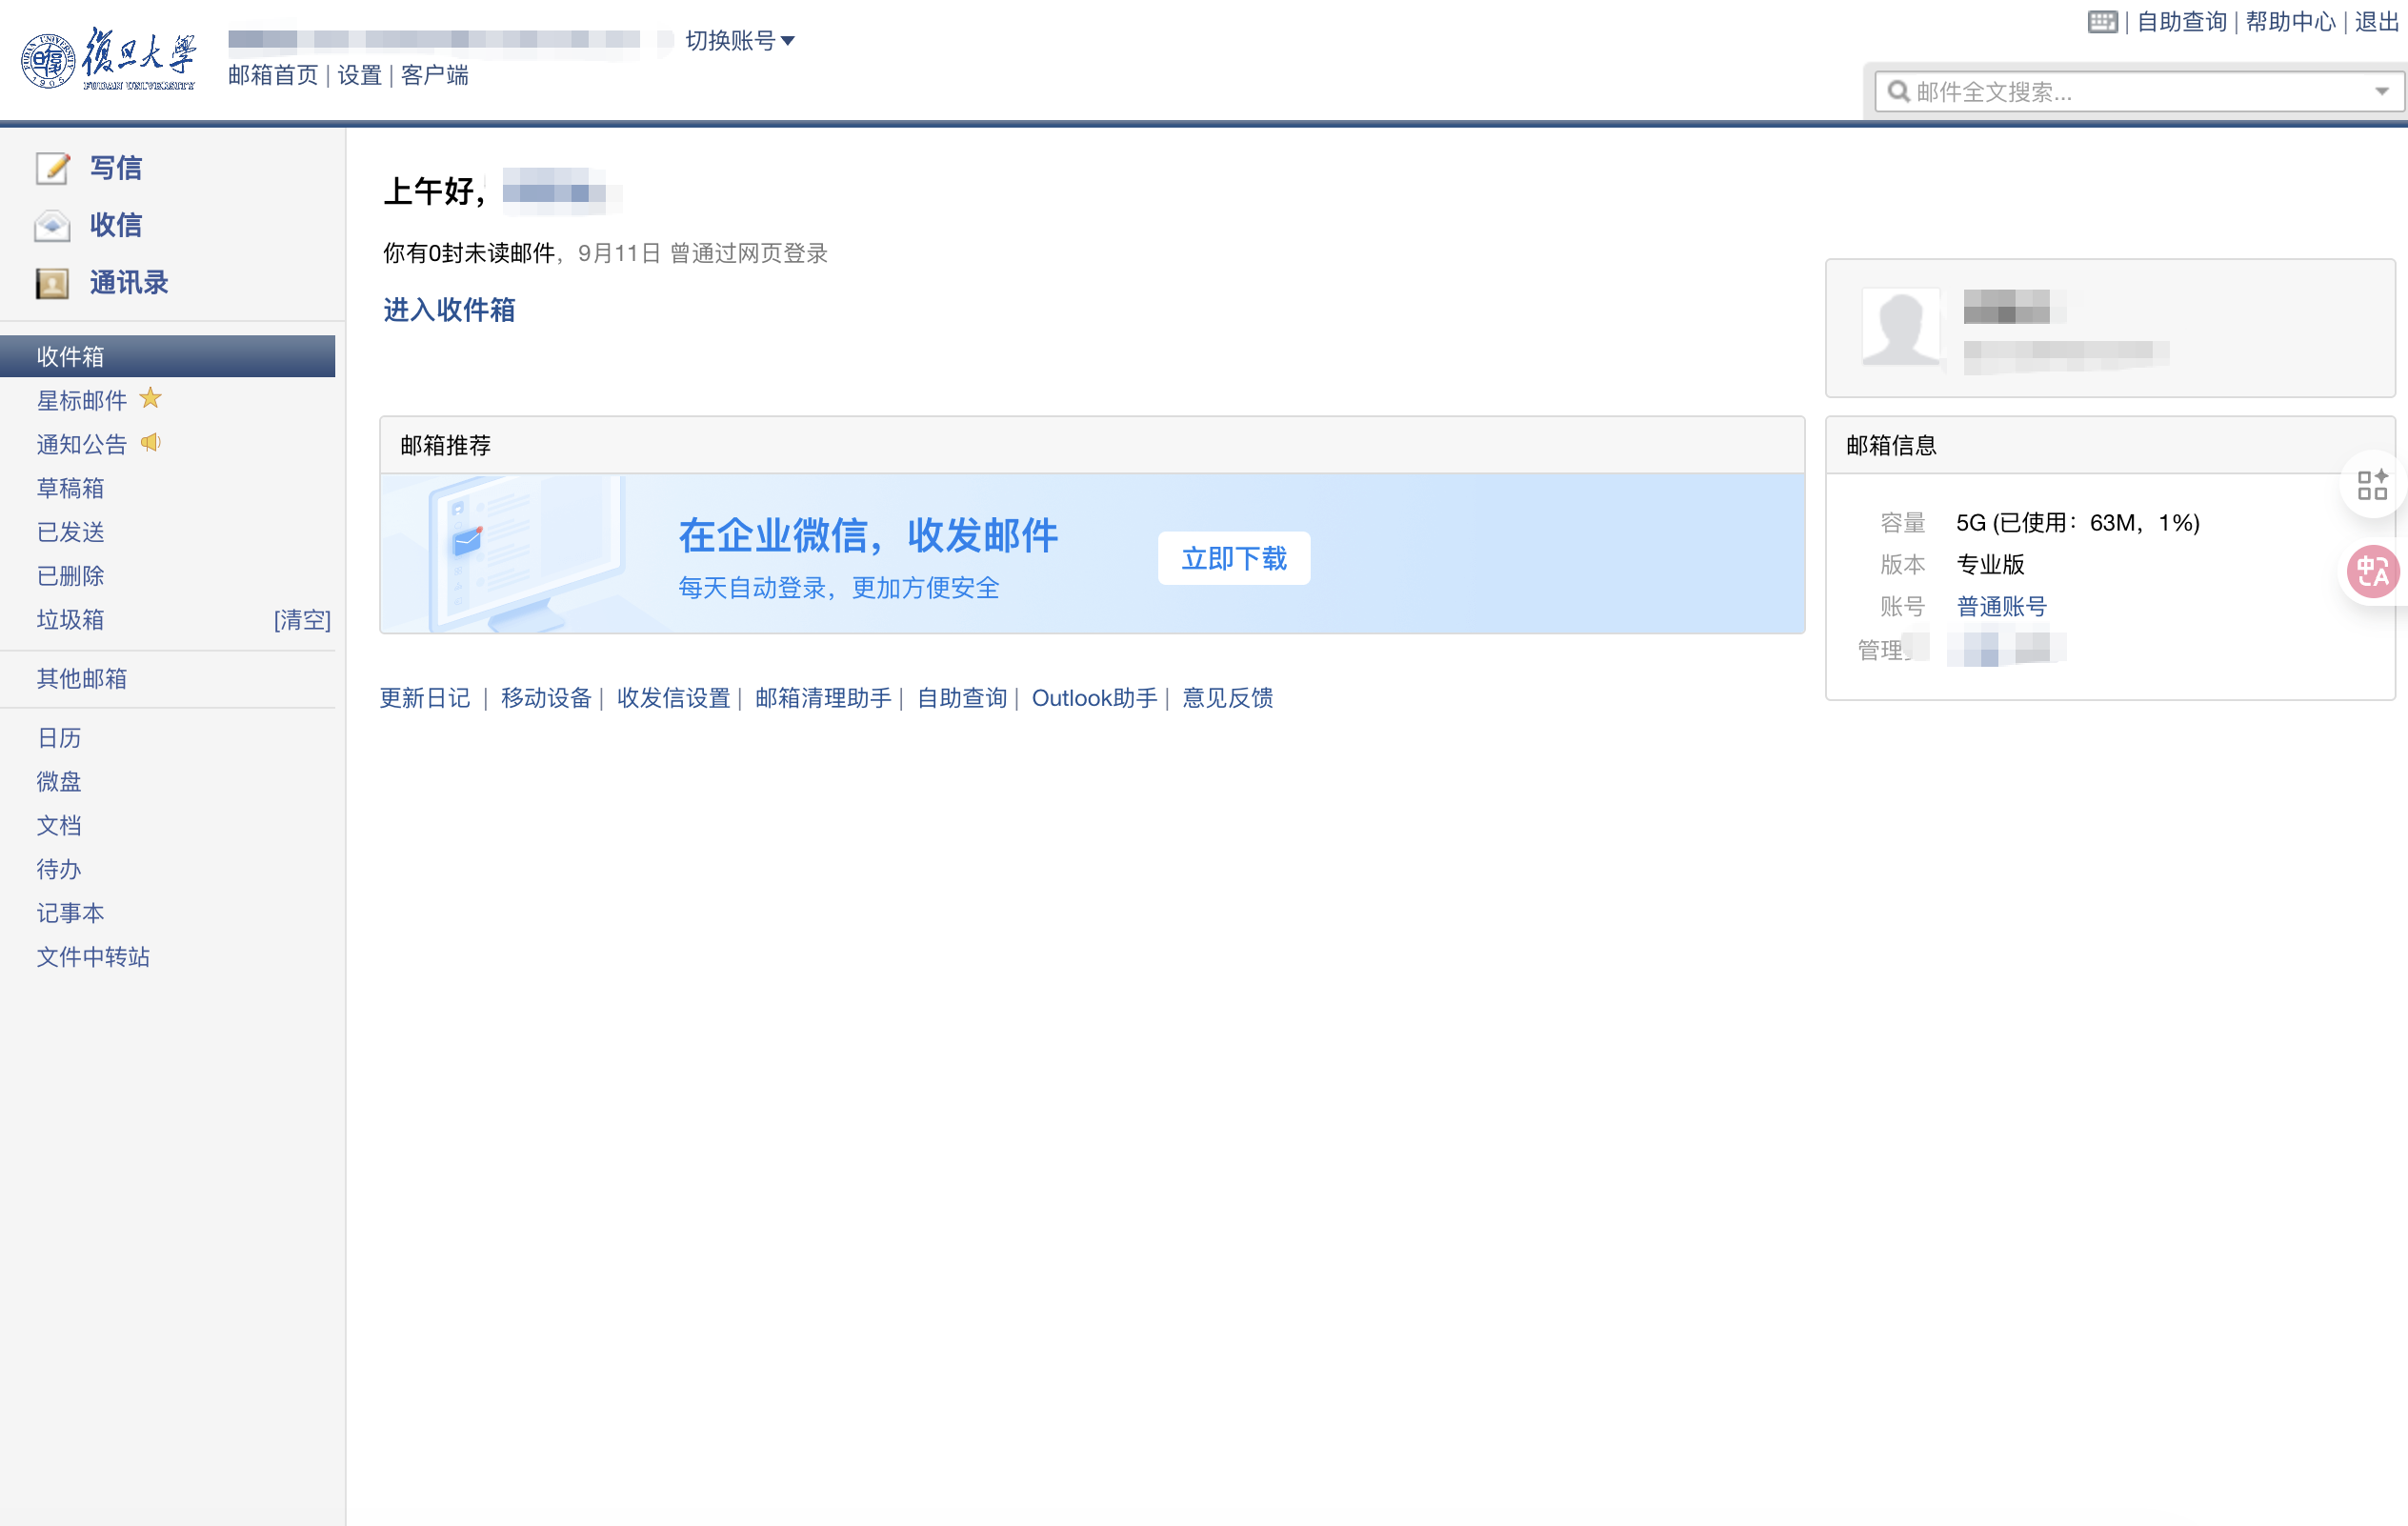 復旦大學
FUDAN UNIVERSITY
1905
切换账号
邮箱首页 | 设置 | 客户端
自助查询 | 帮助中心 | 退出
邮件全文搜索...
写信
收信
通讯录
收件箱
星标邮件
通知公告
草稿箱
已发送
已删除
垃圾箱 [清空]
其他邮箱
日历
微盘
文档
待办
记事本
文件中转站
上午好，
你有0封未读邮件，9月11日 曾通过网页登录
进入收件箱
邮箱推荐
在企业微信，收发邮件
每天自动登录，更加方便安全
立即下载
更新日记 | 移动设备 | 收发信设置 | 邮箱清理助手 | 自助查询 | Outlook助手 | 意见反馈
邮箱信息
容量 5G (已使用：63M，1%)
版本 专业版
账号 普通账号
管理
中A